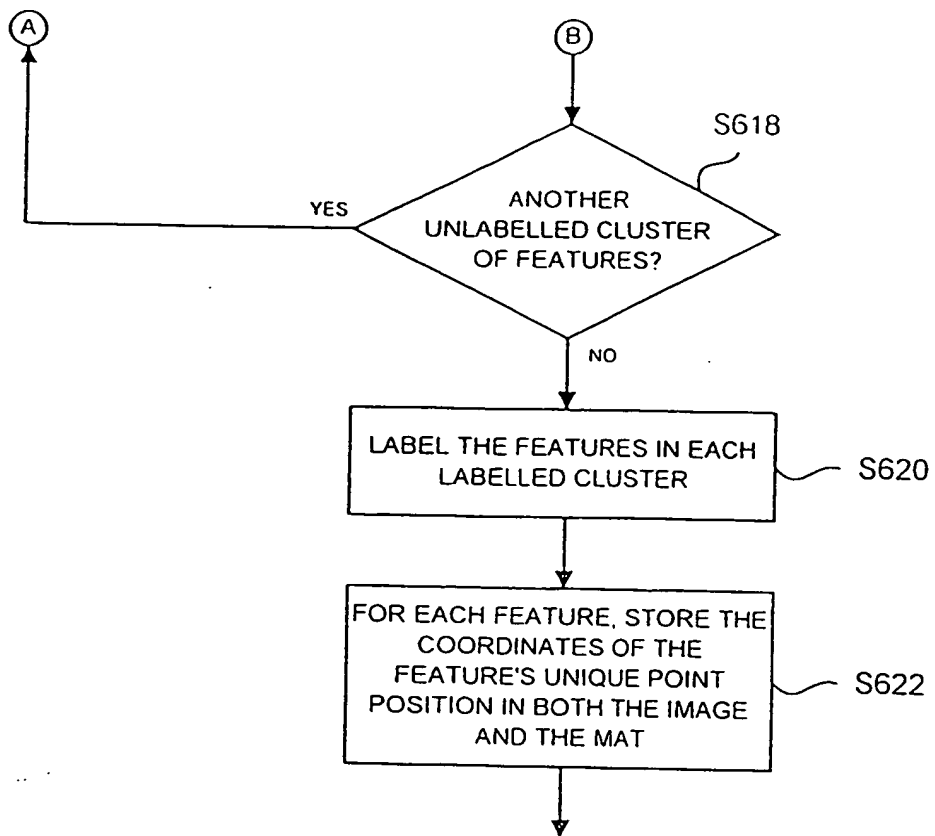 A
B
S618
ANOTHER
UNLABELLED CLUSTER
OF FEATURES?
YES
NO
LABEL THE FEATURES IN EACH
LABELLED CLUSTER
S620
FOR EACH FEATURE, STORE THE
COORDINATES OF THE
FEATURE'S UNIQUE POINT
POSITION IN BOTH THE IMAGE
AND THE MAT
S622